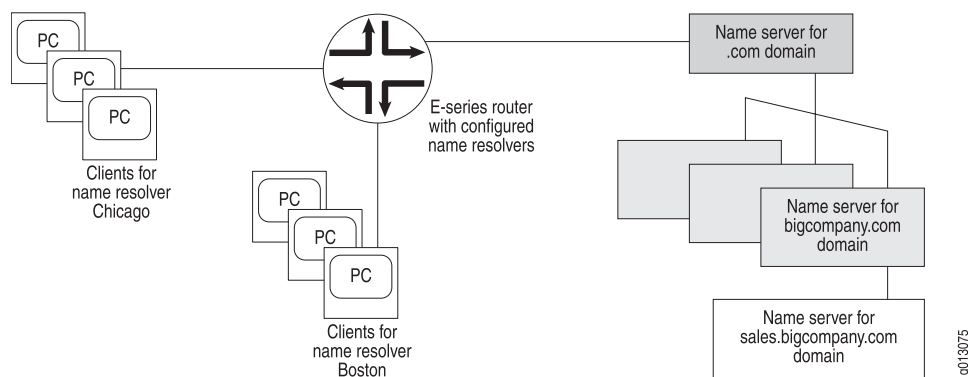 PC
PC
PC
Clients for
name resolver
Chicago
E-series router
with configured
name resolvers
PC
PC
PC
Clients for
name resolver
Boston
Name server for
.com domain
Name server for
bigcompany.com
domain
Name server for
sales.bigcompany.com
domain
g013075